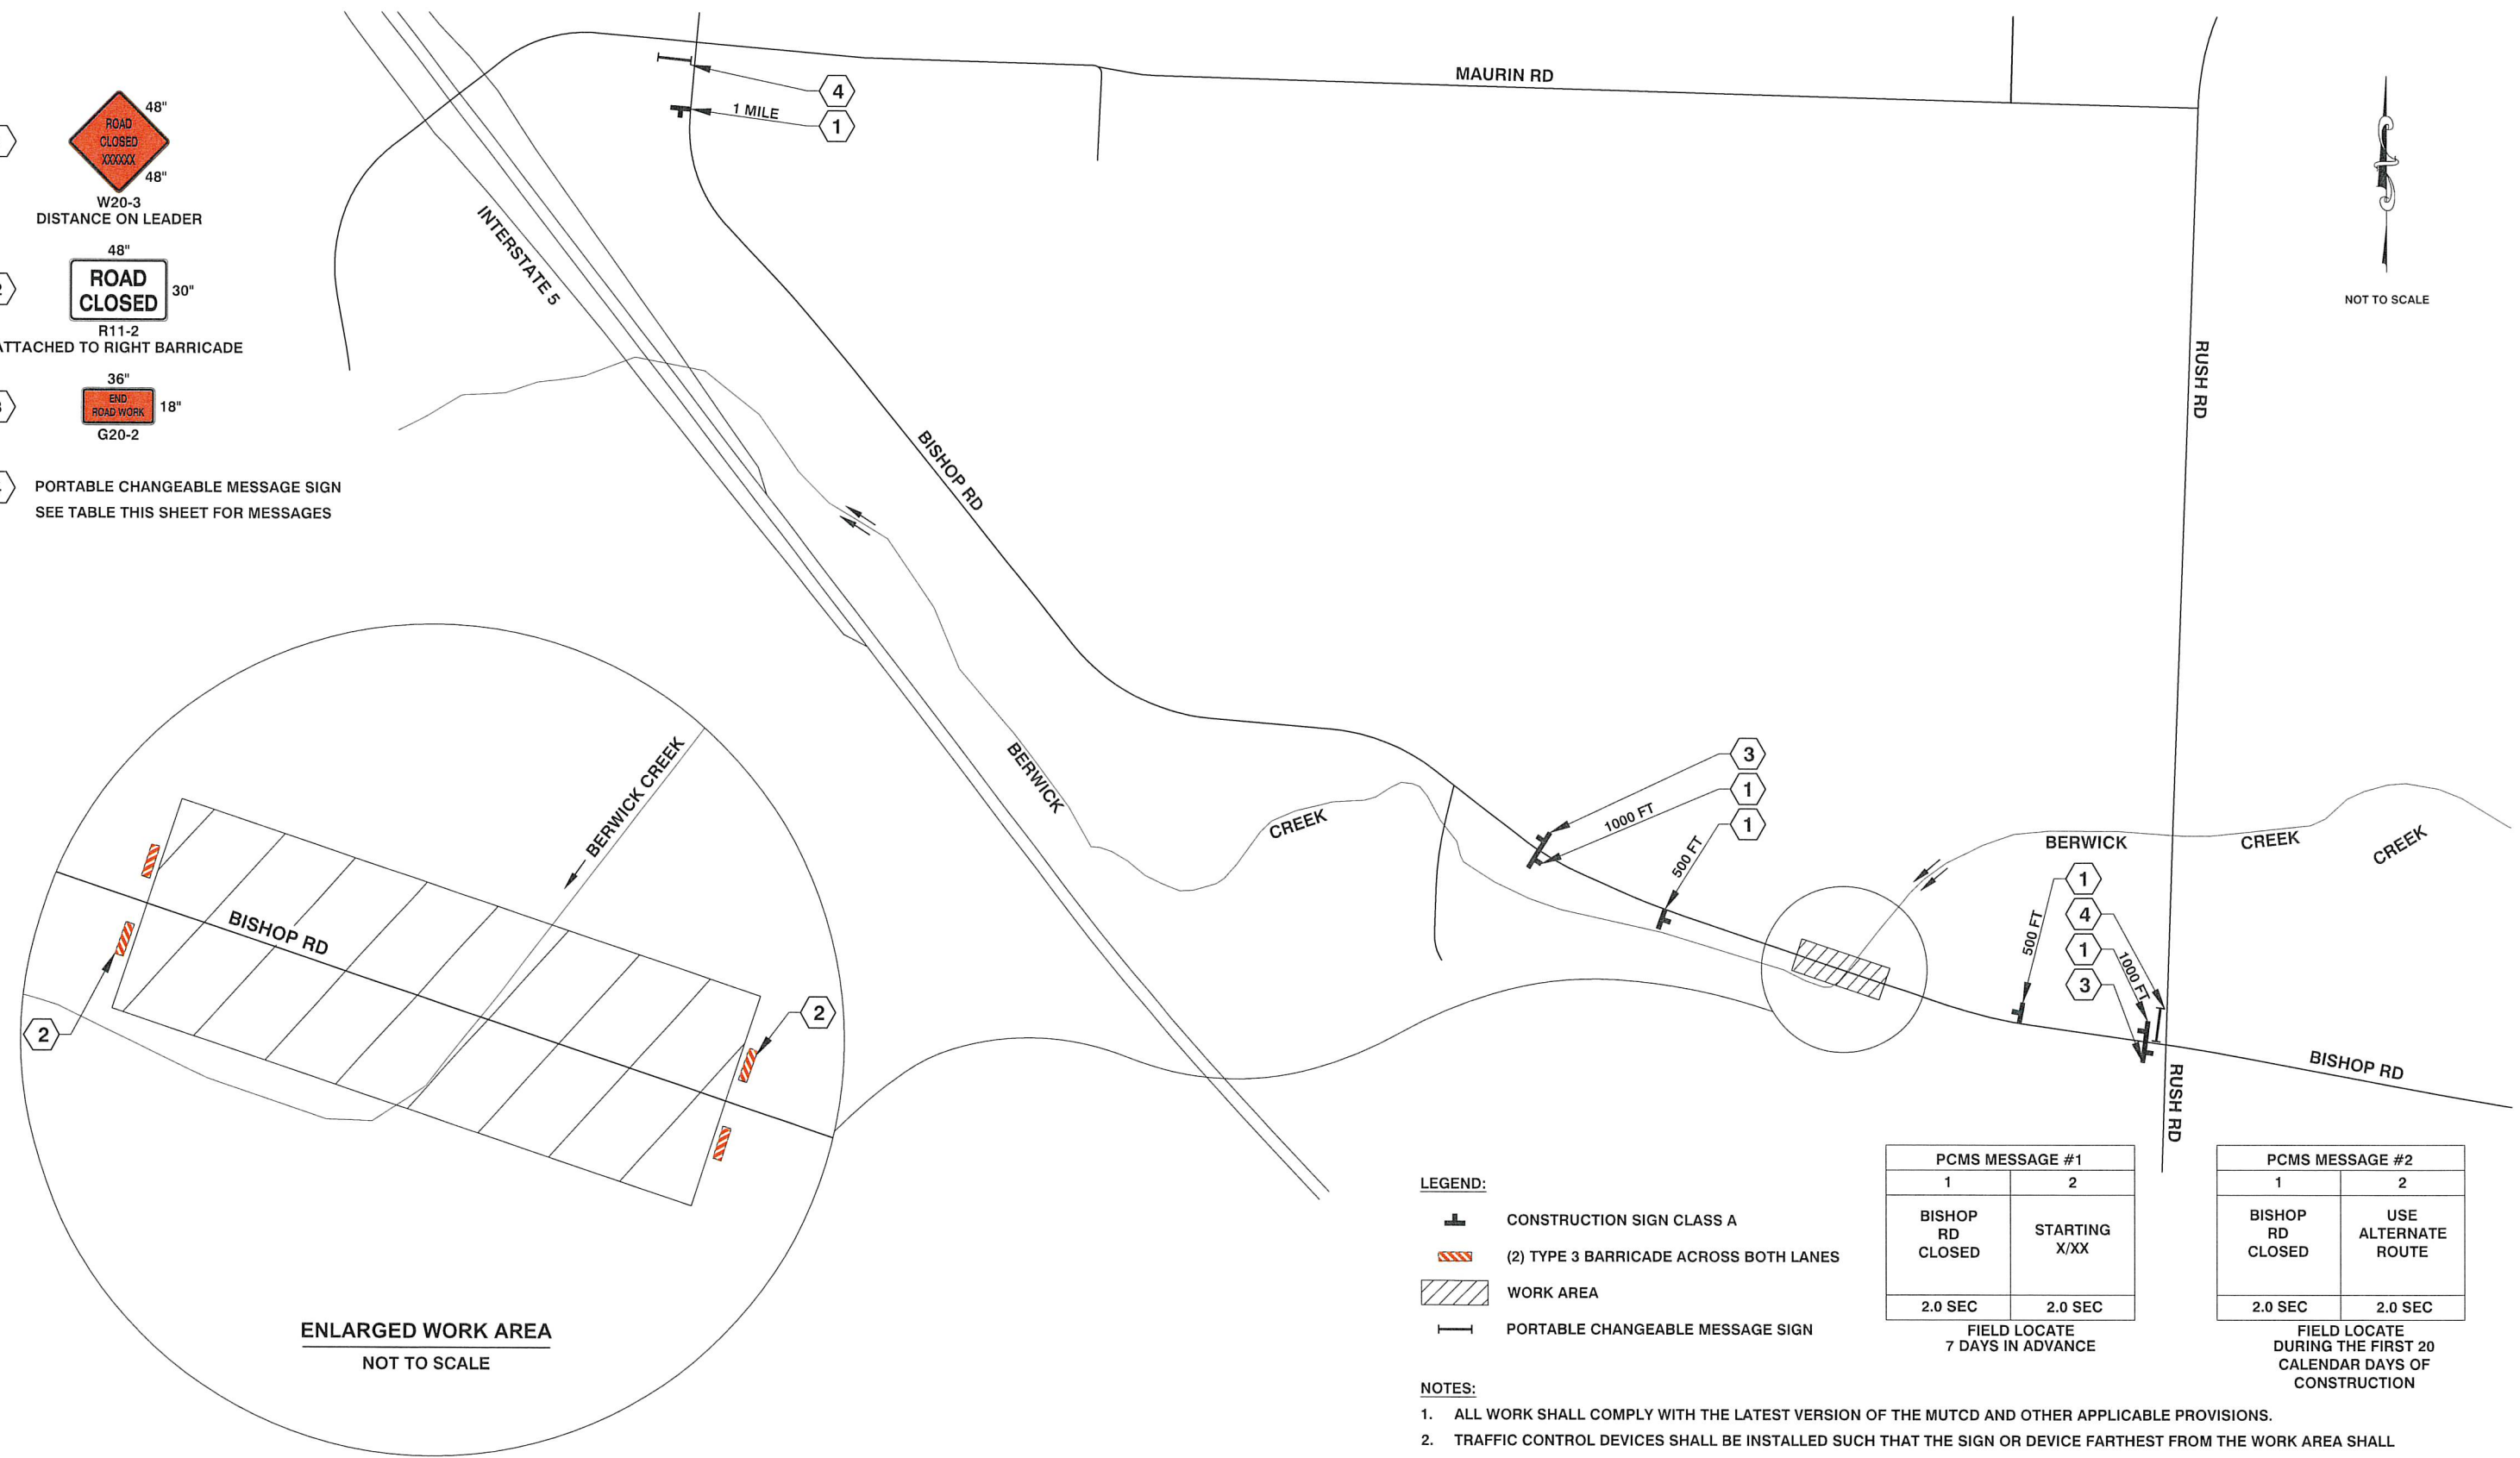 48"
ROAD
CLOSED
XXXXXX
48"
W20-3
DISTANCE ON LEADER
48"
ROAD
CLOSED
30"
R11-2
ATTACHED TO RIGHT BARRICADE
36"
END
ROAD WORK
18"
G20-2
PORTABLE CHANGEABLE MESSAGE SIGN
SEE TABLE THIS SHEET FOR MESSAGES
4
1 MILE
1
MAURIN RD
INTERSTATE 5
BISHOP RD
RUSH RD
NOT TO SCALE
BERWICK
CREEK
3
1
1000 FT
1
500 FT
BERWICK
CREEK
CREEK
1
4
1
3
500 FT
1000 FT
BISHOP RD
RUSH RD
BERWICK CREEK
BISHOP RD
2
2
ENLARGED WORK AREA
NOT TO SCALE
LEGEND:
CONSTRUCTION SIGN CLASS A
(2) TYPE 3 BARRICADE ACROSS BOTH LANES
WORK AREA
PORTABLE CHANGEABLE MESSAGE SIGN
PCMS MESSAGE #1
1 2
BISHOP
RD
CLOSED
STARTING
X/XX
2.0 SEC 2.0 SEC
FIELD LOCATE
7 DAYS IN ADVANCE
PCMS MESSAGE #2
1 2
BISHOP
RD
CLOSED
USE
ALTERNATE
ROUTE
2.0 SEC 2.0 SEC
FIELD LOCATE
DURING THE FIRST 20
CALENDAR DAYS OF
CONSTRUCTION
NOTES:
1. ALL WORK SHALL COMPLY WITH THE LATEST VERSION OF THE MUTCD AND OTHER APPLICABLE PROVISIONS.
2. TRAFFIC CONTROL DEVICES SHALL BE INSTALLED SUCH THAT THE SIGN OR DEVICE FARTHEST FROM THE WORK AREA SHALL